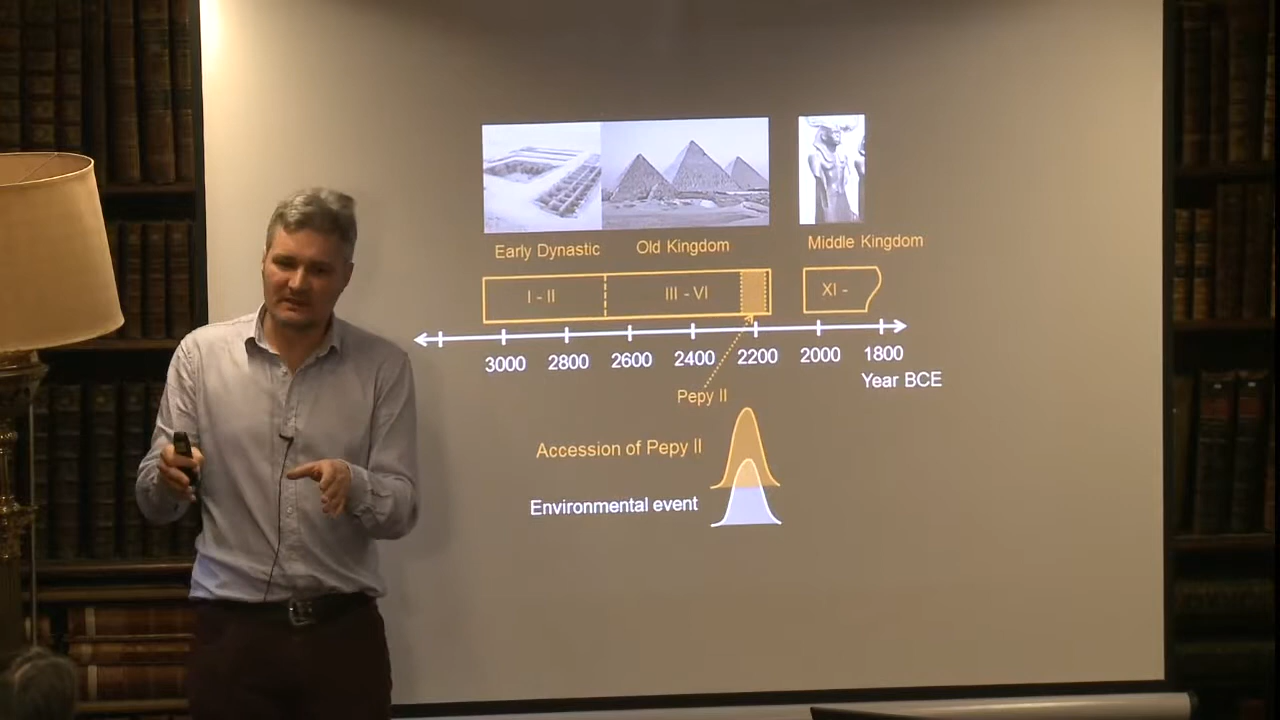 Early Dynastic Old Kingdom Middle Kingdom
I - II III - VI XI -
3000 2800 2600 2400 2200 2000 1800
Year BCE
Pepy II
Accession of Pepy II
Environmental event